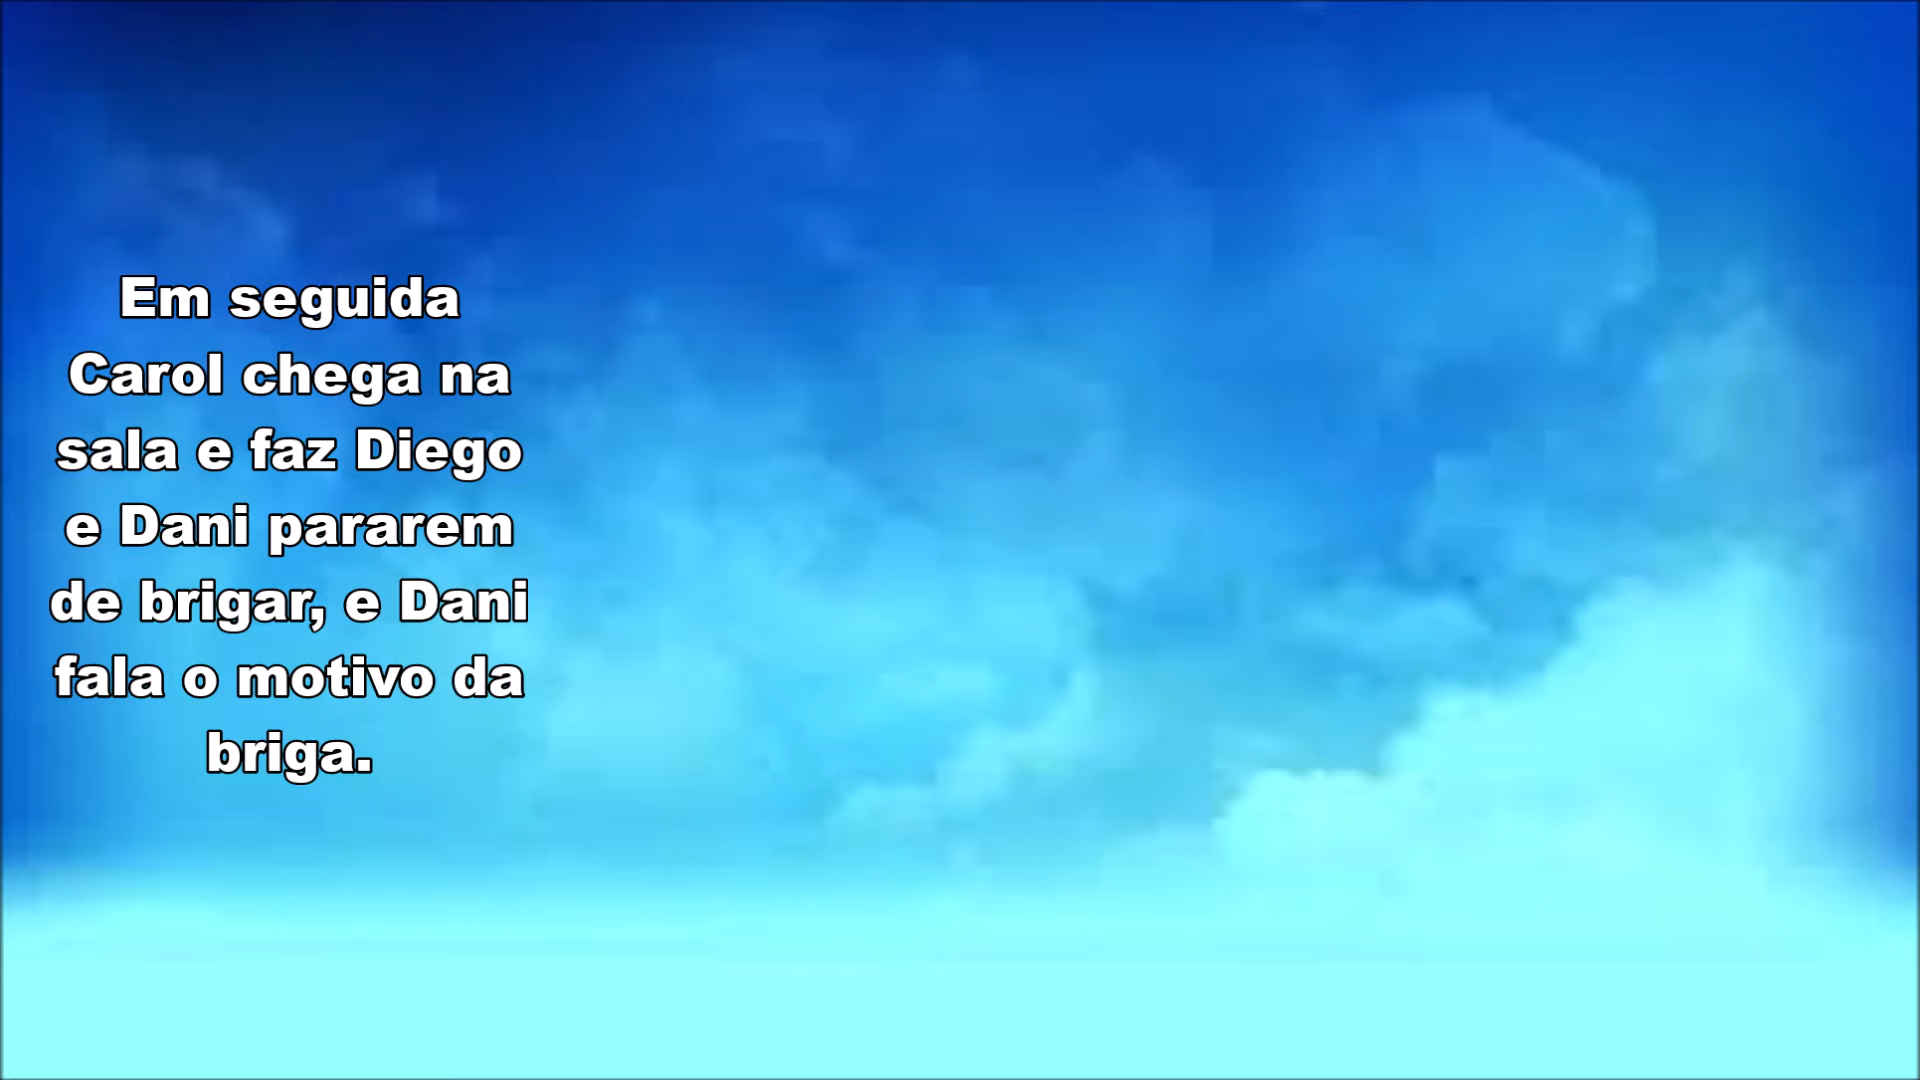 Em seguida
Carol chega na
sala e faz Diego
e Dani pararem
de brigar, e Dani
fala o motivo da
briga.